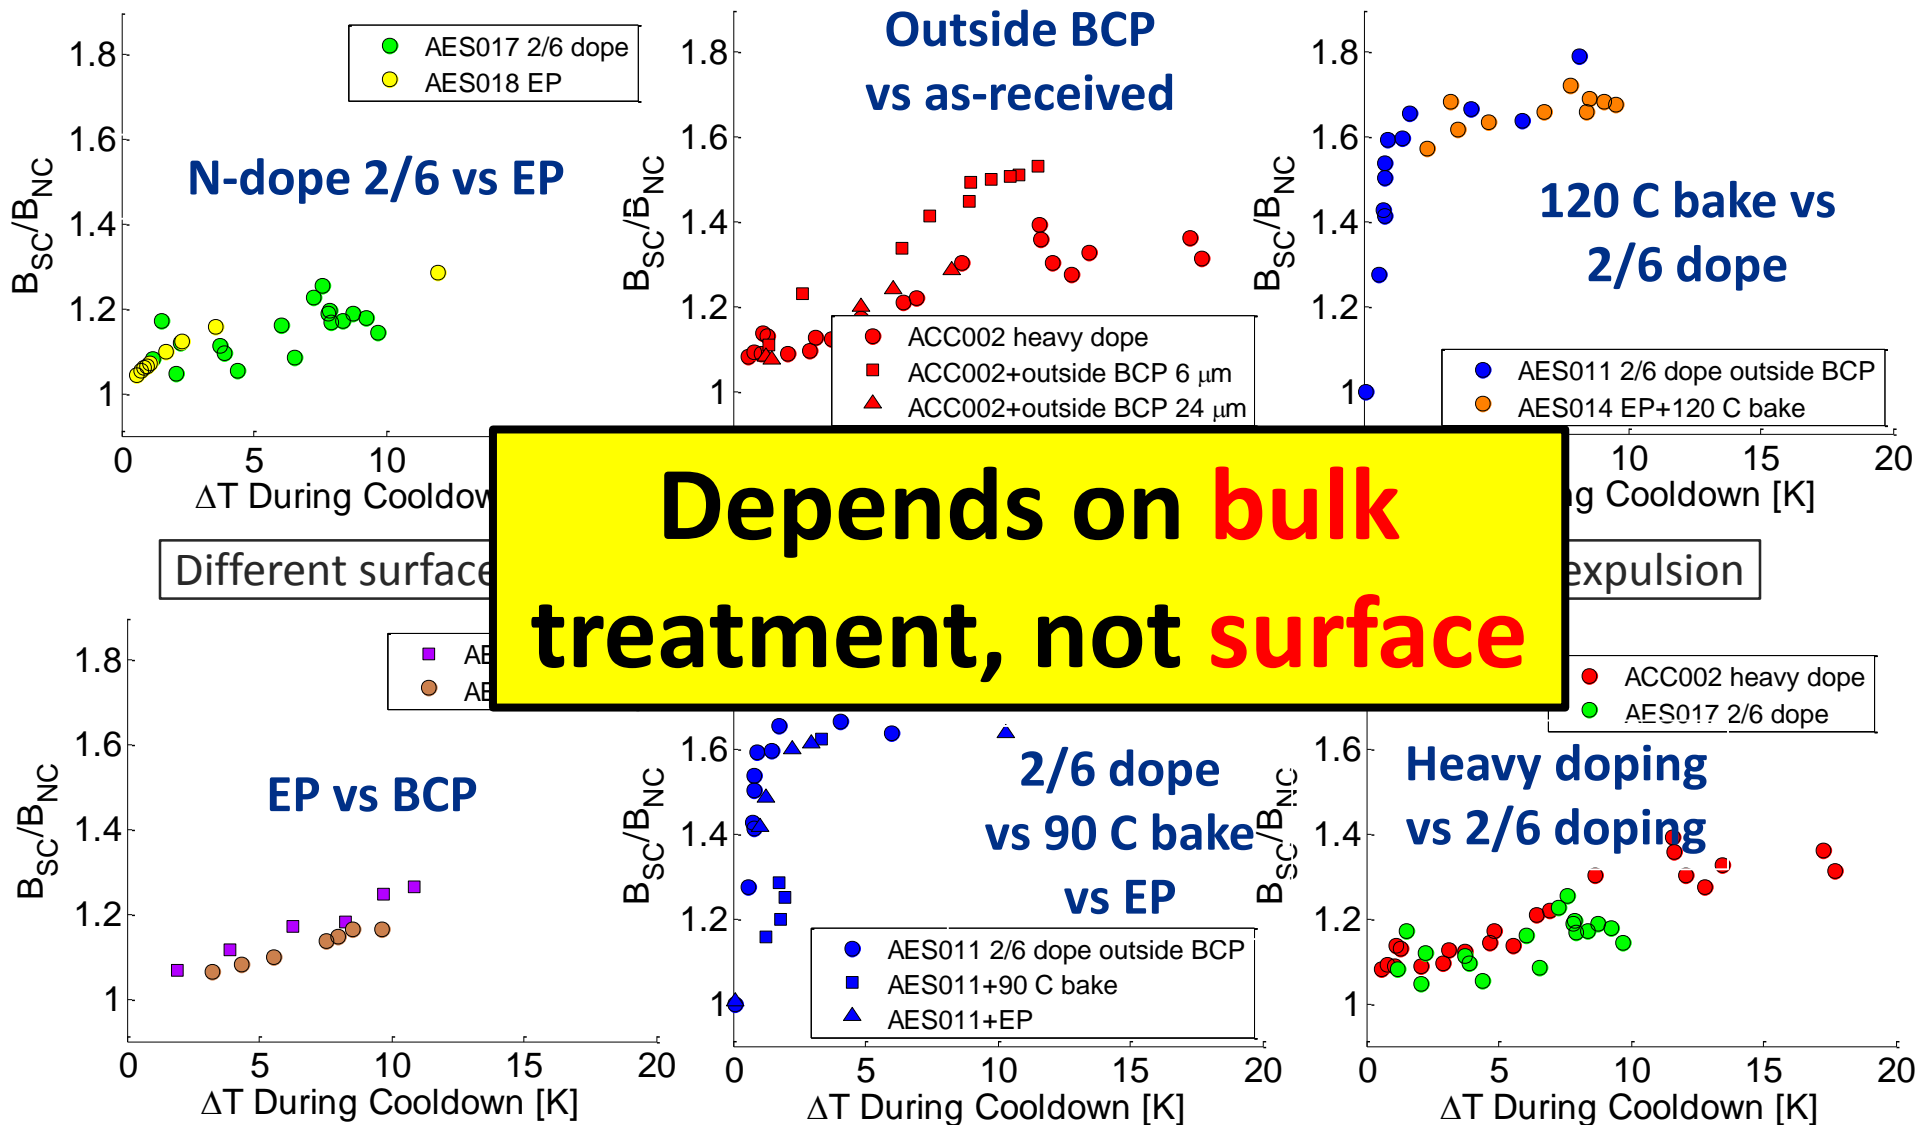 1.8
1.6
1.4
1.2
1
B_SC/B_NC
AES017 2/6 dope
AES018 EP
N-dope 2/6 vs EP
0 5 10
ΔT During
Outside BCP
vs as-received
1.8
1.6
1.4
1.2
1
B_SC/B_NC
ACC002 heavy dope
ACC002+outside BCP 6 μm
ACC002+outside BCP 24 μm
1.8
1.6
1.4
1.2
1
B_SC/B_NC
120 C bake vs
2/6 dope
AES011 2/6 dope outside BCP
AES014 EP+120 C bake
10 15 20
Cooldown [K]
Different
expulsion
Depends on bulk
treatment, not surface
1.8
1.6
1.4
1.2
1
B_SC/B_NC
EP vs BCP
0 5 10 15 20
ΔT During Cooldown [K]
1.6
1.4
1.2
1
B_SC/B_NC
2/6 dope
vs 90 C bake
vs EP
AES011 2/6 dope outside BCP
AES011+90 C bake
AES011+EP
0 5 10 15 20
ΔT During Cooldown [K]
ACC002 heavy dope
AES017 2/6 dope
1.6
1.4
1.2
1
B_SC/B_NC
Heavy doping
vs 2/6 doping
0 5 10 15 20
ΔT During Cooldown [K]